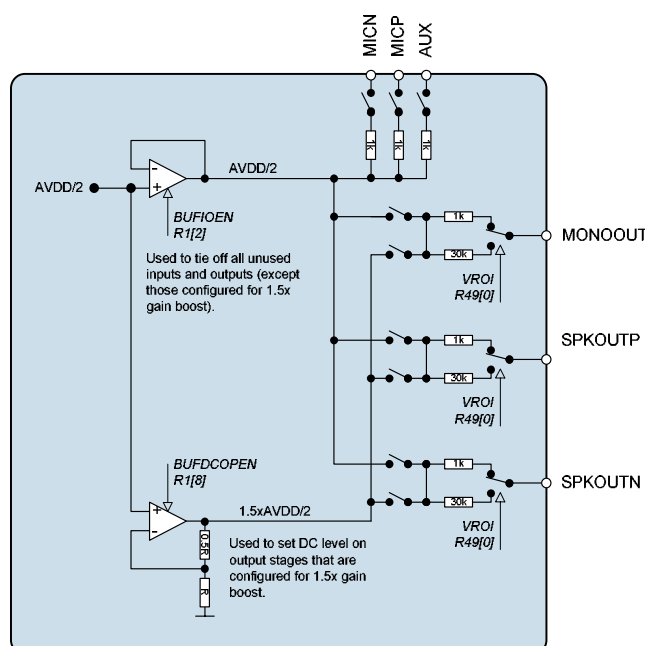 MICN
MICP
AUX
1k
1k
1k
AVDD/2
AVDD/2
-
+
BUFIOEN
R1[2]
Used to tie off all unused
inputs and outputs (except
those configured for 1.5x
gain boost).
1k
30k
MONOOUT
VROI
R49[0]
1k
30k
SPKOUTP
VROI
R49[0]
1k
30k
SPKOUTN
VROI
R49[0]
BUFDCOPEN
R1[8]
+
-
1.5xAVDD/2
0.5R
R
Used to set DC level on
output stages that are
configured for 1.5x gain
boost.